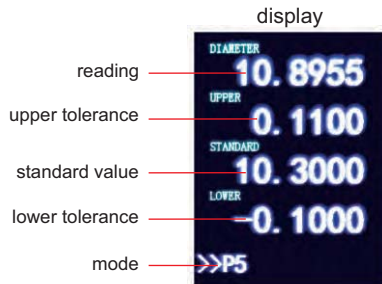 display
DIAMETER
reading 10.8955
UPPER
upper tolerance 0.1100
STANDARD
standard value 10.3000
LOWER
lower tolerance -0.1000
mode >>P5